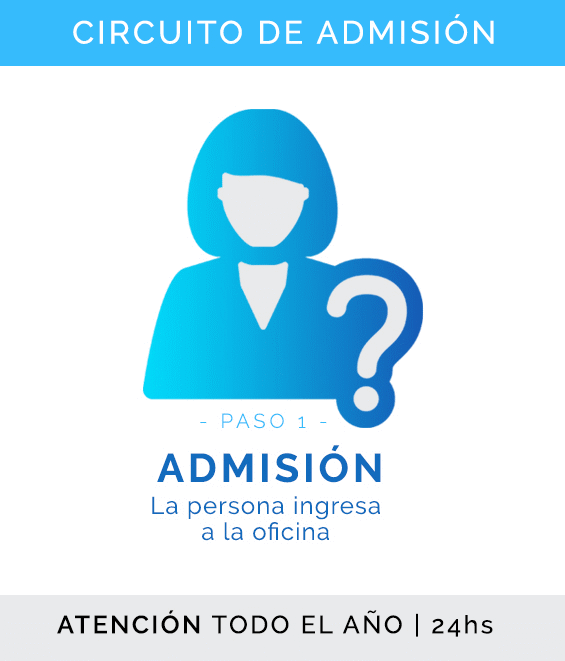 CIRCUITO DE ADMISIÓN
?
- PASO 1 -
ADMISIÓN
La persona ingresa
a la oficina
ATENCIÓN TODO EL AÑO | 24hs